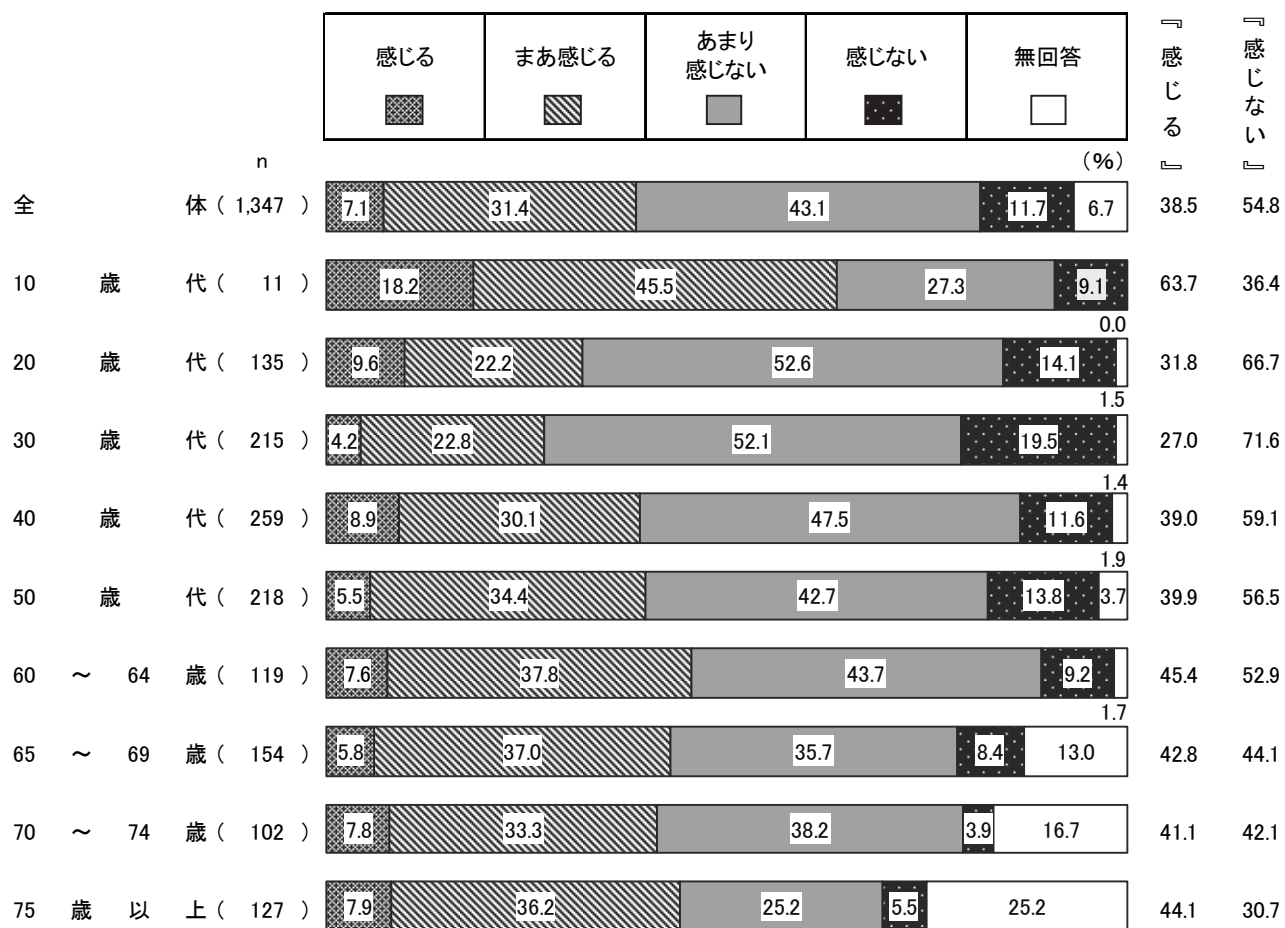 感じる まあ感じる あまり感じない 感じない 無回答 『感じる』 『感じない』
n (%)
全体( 1,347 ) 7.1 31.4 43.1 11.7 6.7 38.5 54.8
10歳代( 11 ) 18.2 45.5 27.3 9.1 63.7 36.4
0.0
20歳代( 135 ) 9.6 22.2 52.6 14.1 31.8 66.7
1.5
30歳代( 215 ) 4.2 22.8 52.1 19.5 27.0 71.6
1.4
40歳代( 259 ) 8.9 30.1 47.5 11.6 39.0 59.1
1.9
50歳代( 218 ) 5.5 34.4 42.7 13.8 3.7 39.9 56.5
60～64歳( 119 ) 7.6 37.8 43.7 9.2 45.4 52.9
1.7
65～69歳( 154 ) 5.8 37.0 35.7 8.4 13.0 42.8 44.1
70～74歳( 102 ) 7.8 33.3 38.2 3.9 16.7 41.1 42.1
75歳以上( 127 ) 7.9 36.2 25.2 5.5 25.2 44.1 30.7